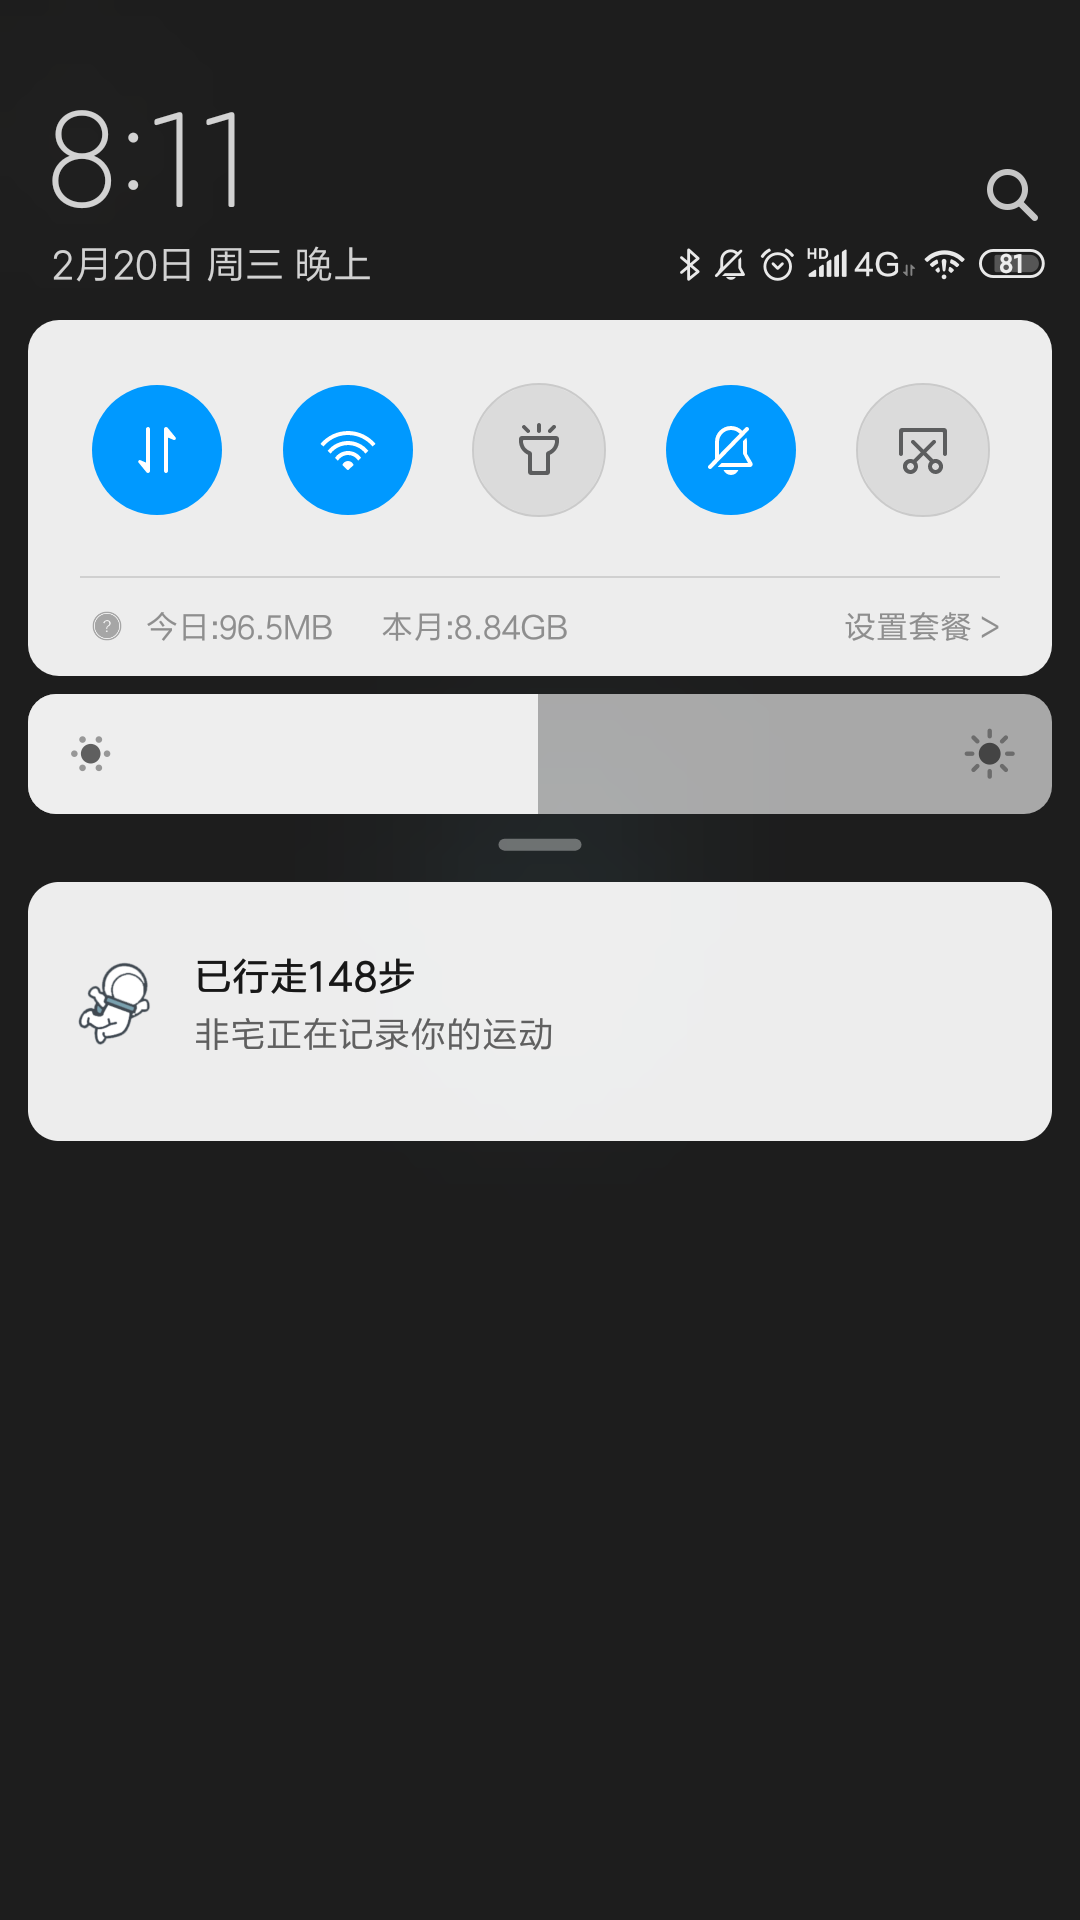 8:11
2月20日 周三 晚上
HD 4G 81
? 今日:96.5MB 本月:8.84GB 设置套餐 >
已行走148步
非宅正在记录你的运动